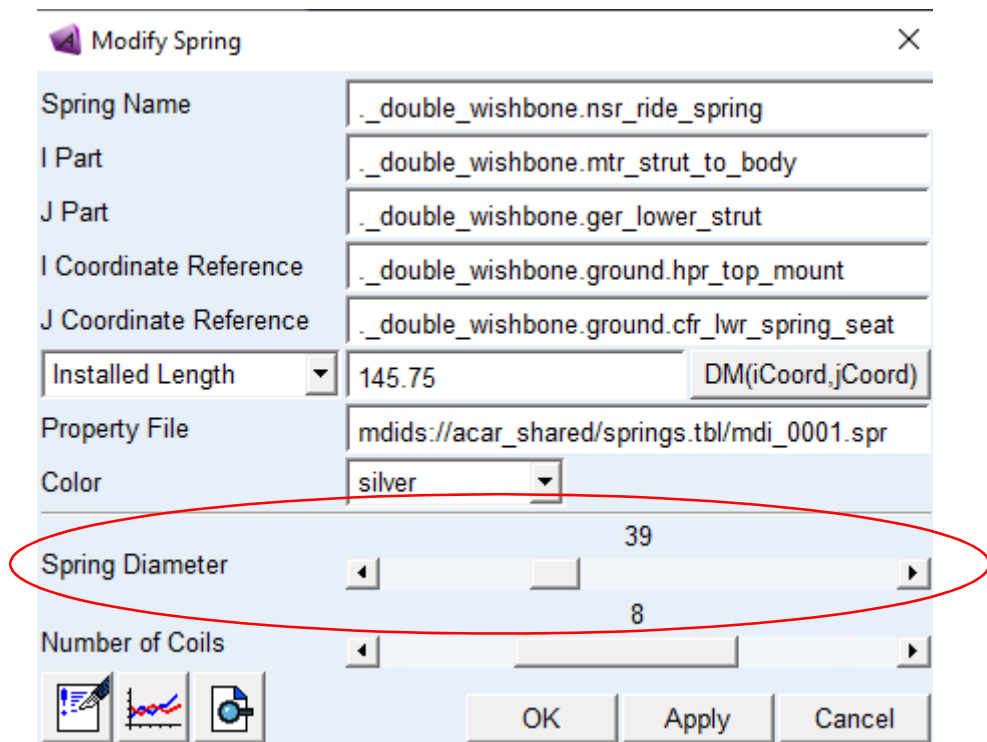 Modify Spring
Spring Name ._double_wishbone.nsr_ride_spring
I Part ._double_wishbone.mtr_strut_to_body
J Part ._double_wishbone.ger_lower_strut
I Coordinate Reference ._double_wishbone.ground.hpr_top_mount
J Coordinate Reference ._double_wishbone.ground.cfr_lwr_spring_seat
Installed Length 145.75 DM(iCoord,jCoord)
Property File mdids://acar_shared/springs.tbl/mdi_0001.spr
Color silver
39
Spring Diameter
8
Number of Coils
OK Apply Cancel